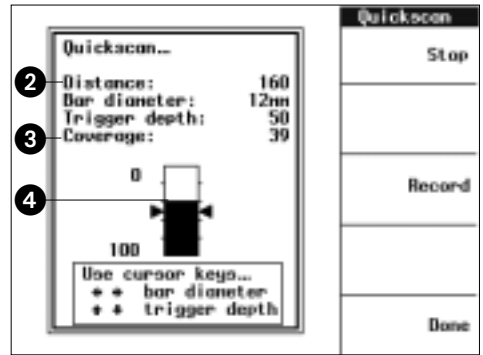 Quickscan
Quickscan...
Stop
2 Distance: 160
Bar diameter: 12mm
Trigger depth: 50
3 Coverage: 39
0
4
Record
100
Use cursor keys...
bar diameter
trigger depth
Done